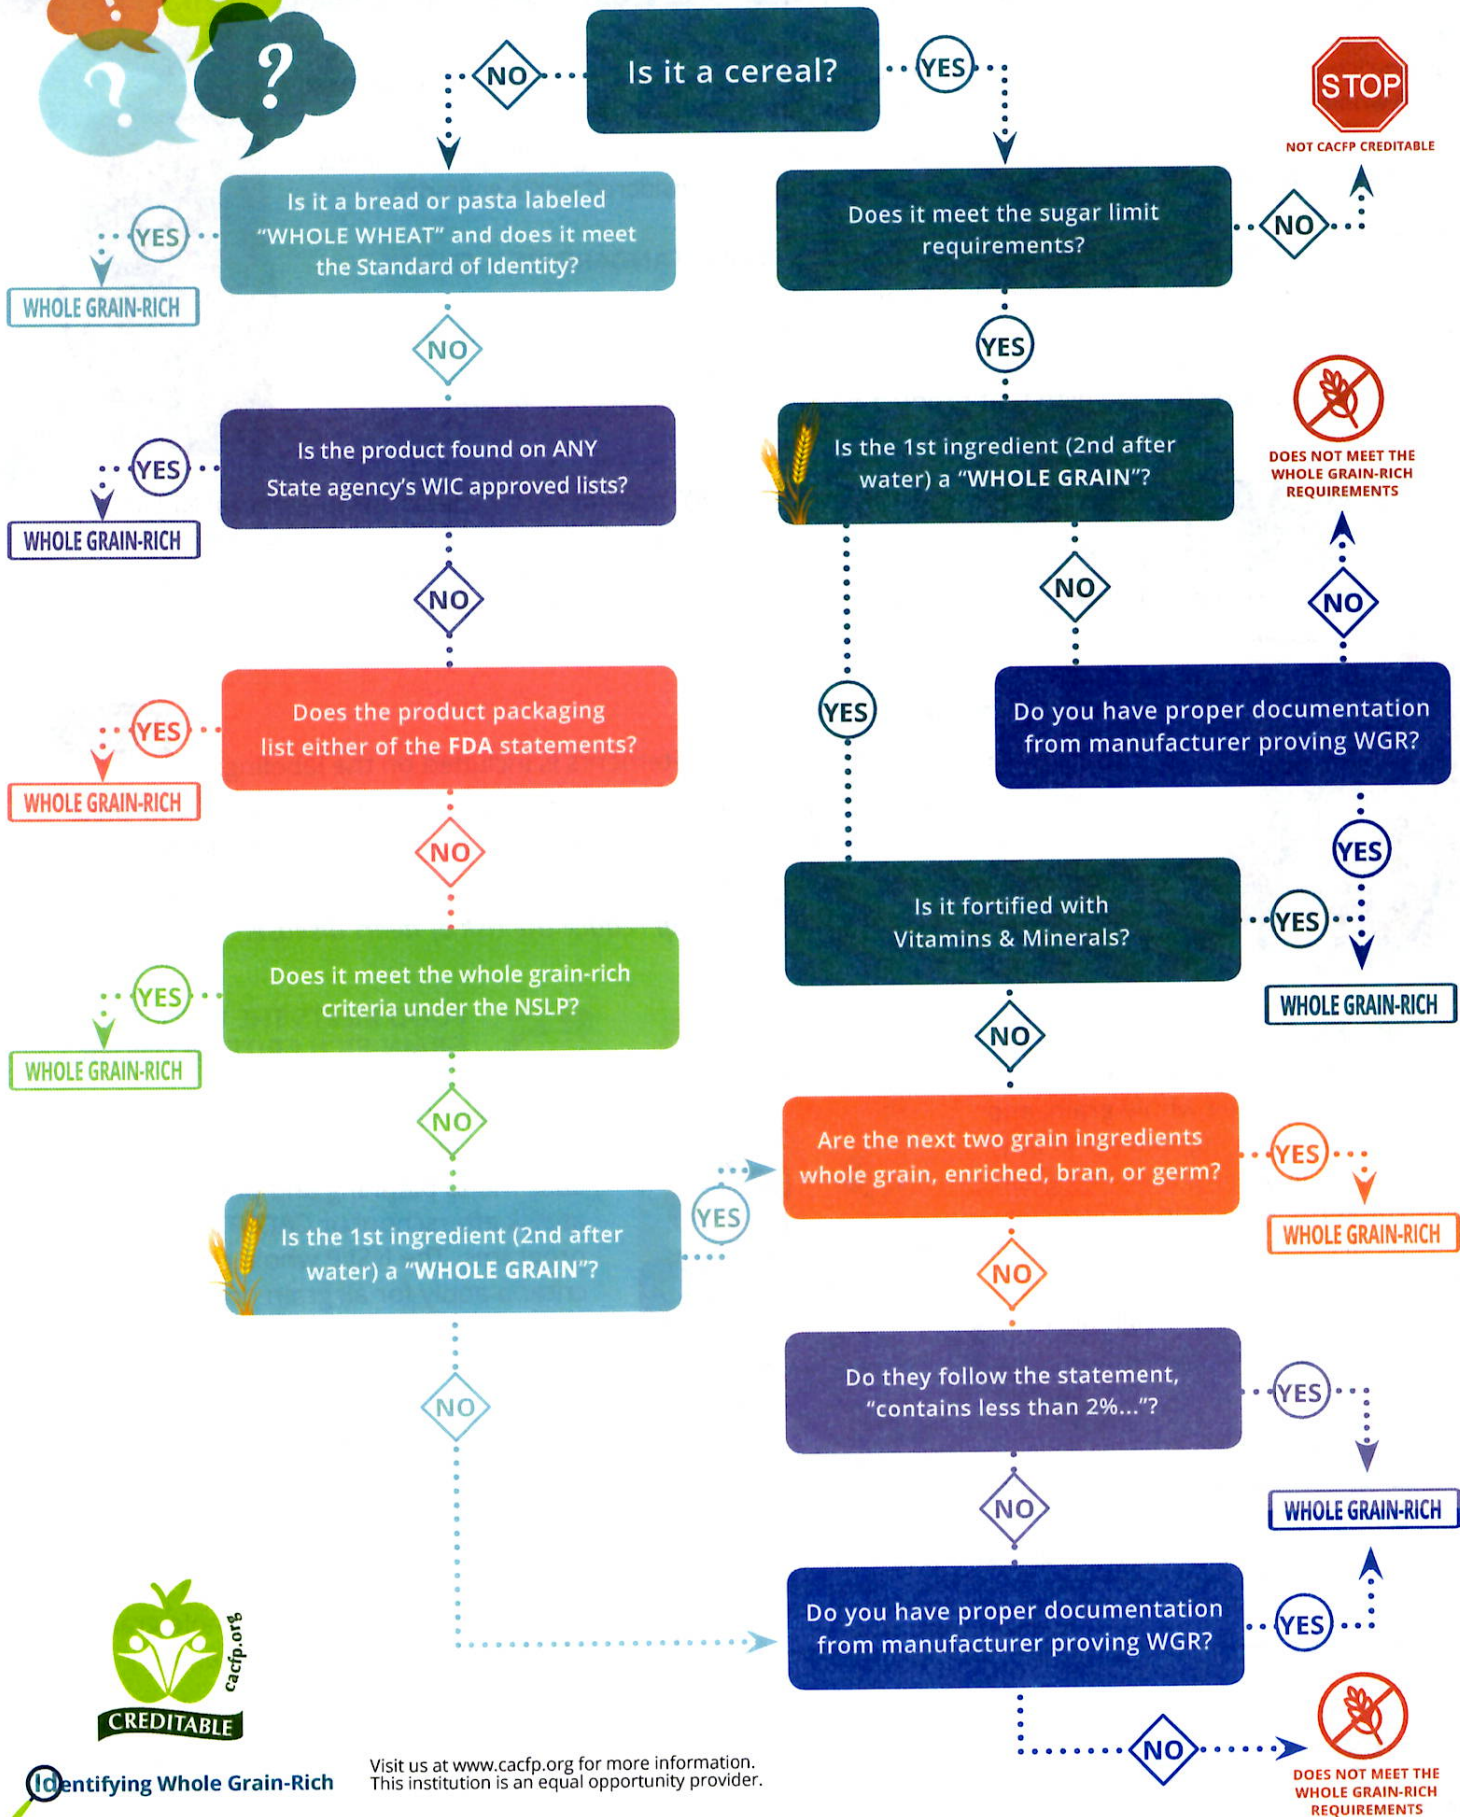 ? ? ?
Is it a cereal?
NO
YES
STOP
NOT CACFP CREDITABLE
Is it a bread or pasta labeled
“WHOLE WHEAT” and does it meet
the Standard of Identity?
YES
WHOLE GRAIN-RICH
NO
Does it meet the sugar limit
requirements?
NO
YES
Is the product found on ANY
State agency’s WIC approved lists?
YES
WHOLE GRAIN-RICH
NO
Is the 1st ingredient (2nd after
water) a “WHOLE GRAIN”?
YES
NO
DOES NOT MEET THE
WHOLE GRAIN-RICH
REQUIREMENTS
NO
Do you have proper documentation
from manufacturer proving WGR?
YES
Does the product packaging
list either of the FDA statements?
YES
WHOLE GRAIN-RICH
NO
Is it fortified with
Vitamins & Minerals?
YES
WHOLE GRAIN-RICH
NO
Does it meet the whole grain-rich
criteria under the NSLP?
YES
WHOLE GRAIN-RICH
NO
Are the next two grain ingredients
whole grain, enriched, bran, or germ?
YES
WHOLE GRAIN-RICH
NO
Is the 1st ingredient (2nd after
water) a “WHOLE GRAIN”?
YES
NO
Do they follow the statement,
“contains less than 2%...”?
YES
WHOLE GRAIN-RICH
NO
Do you have proper documentation
from manufacturer proving WGR?
YES
NO
DOES NOT MEET THE
WHOLE GRAIN-RICH
REQUIREMENTS
cacfp.org
CREDITABLE
Identifying Whole Grain-Rich
Visit us at www.cacfp.org for more information.
This institution is an equal opportunity provider.